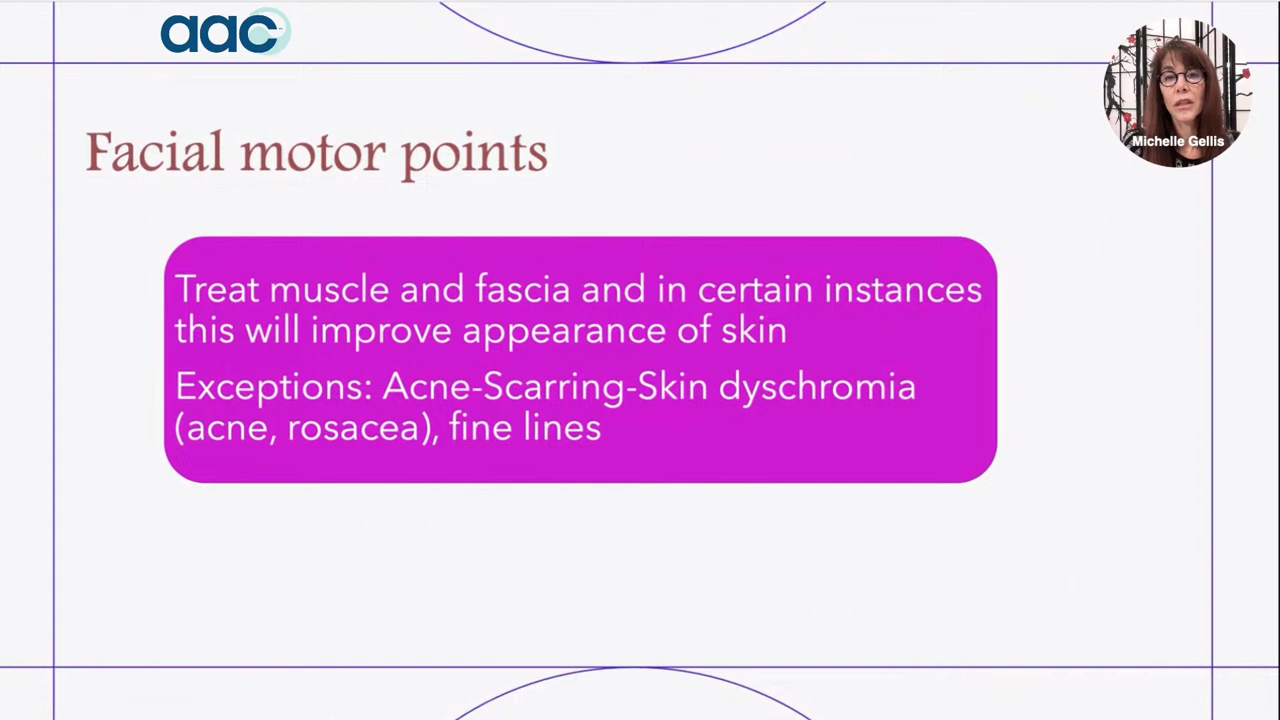 aac
Michelle Gellis
Facial motor points
Treat muscle and fascia and in certain instances
this will improve appearance of skin
Exceptions: Acne-Scarring-Skin dyschromia
(acne, rosacea), fine lines